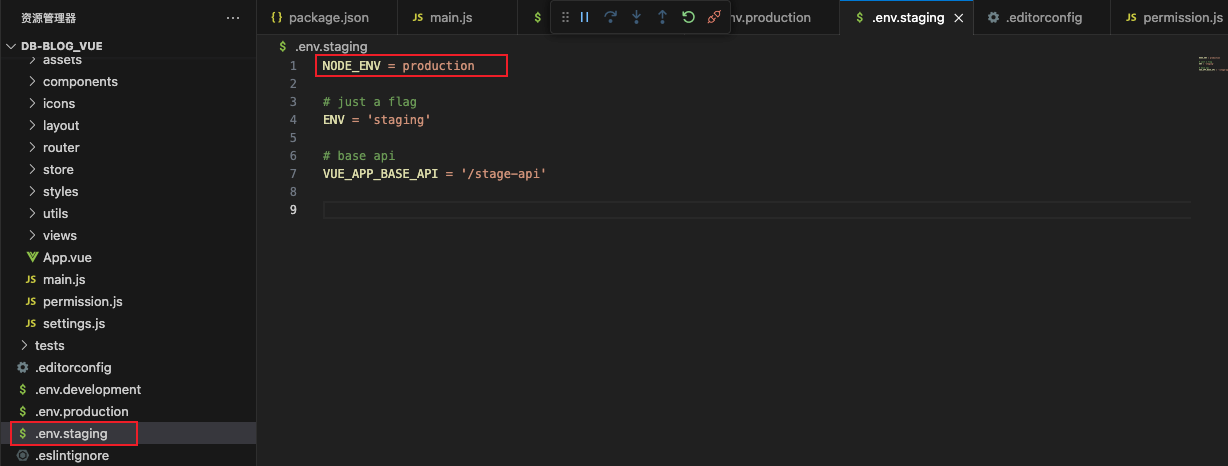 资源管理器
···
DB-BLOG_VUE
assets
components
icons
layout
router
store
styles
utils
views
App.vue
JS main.js
JS permission.js
JS settings.js
tests
.editorconfig
$ .env.development
$ .env.production
$ .env.staging
.eslintignore
{} package.json
JS main.js
$
nv.production
$ .env.staging
.editorconfig
JS permission.js
$ .env.staging
1 NODE_ENV = production
2
3 # just a flag
4 ENV = 'staging'
5
6 # base api
7 VUE_APP_BASE_API = '/stage-api'
8
9